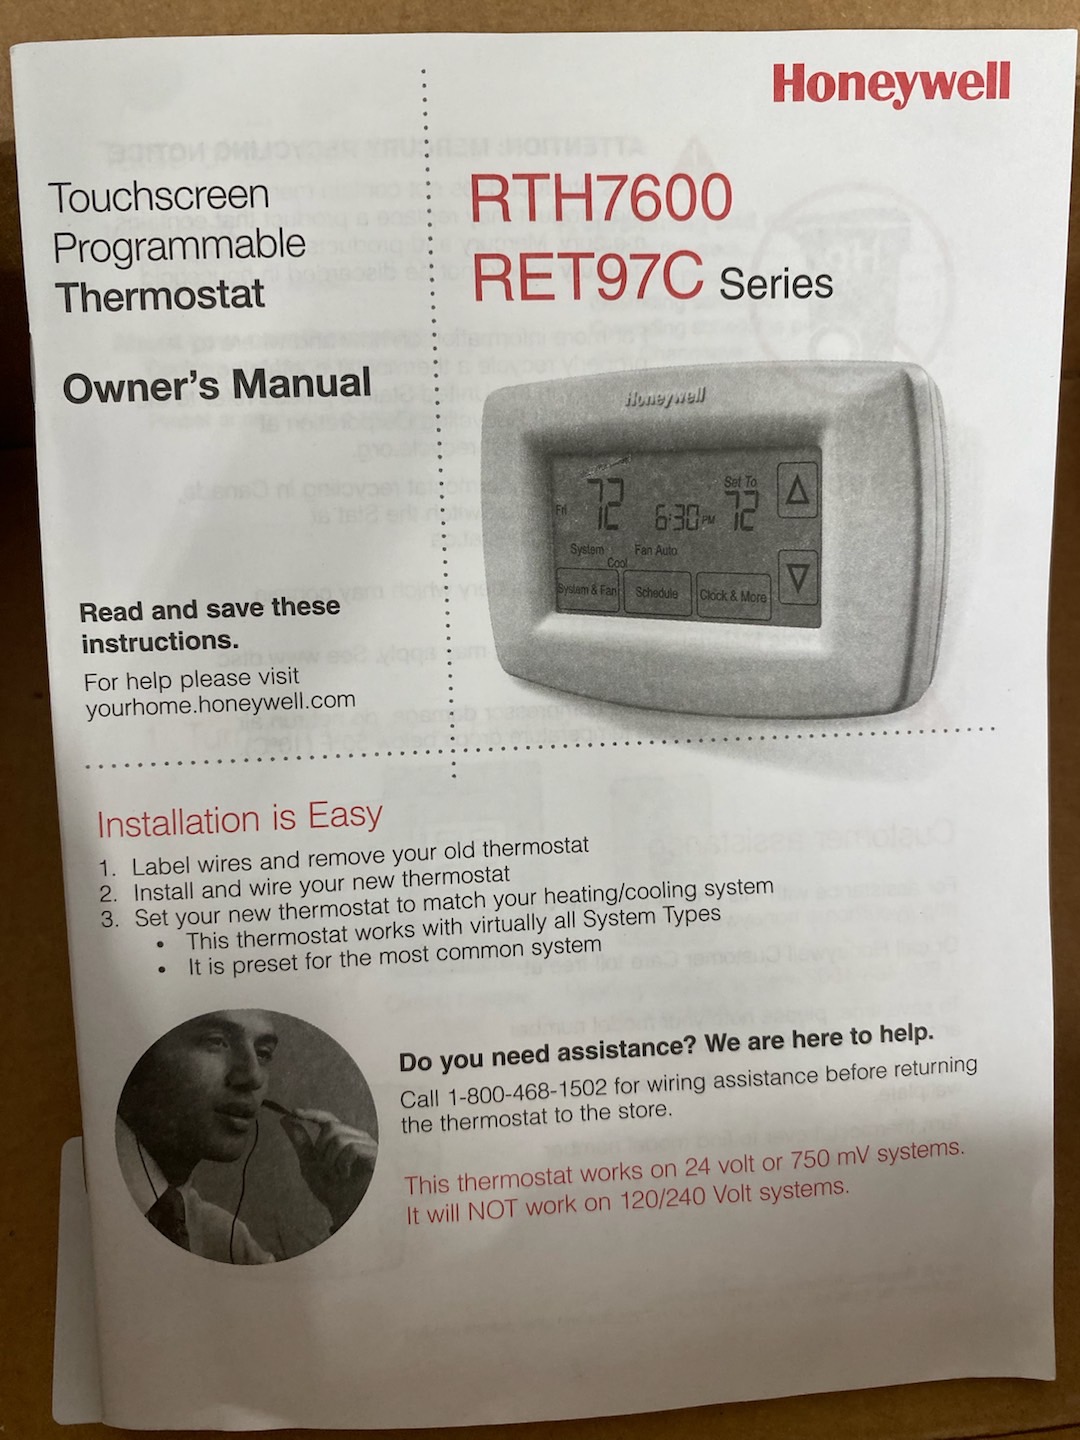 Honeywell
Touchscreen
Programmable
Thermostat
Owner's Manual
RTH7600
RET97C Series
Honeywell
Fri
72
6:30 PM
Set To
72
System
Cool
Fan Auto
System & Fan
Schedule
Clock & More
Read and save these
instructions.
For help please visit
yourhome.honeywell.com
Installation is Easy
1. Label wires and remove your old thermostat
2. Install and wire your new thermostat
3. Set your new thermostat to match your heating/cooling system
• This thermostat works with virtually all System Types
• It is preset for the most common system
Do you need assistance? We are here to help.
Call 1-800-468-1502 for wiring assistance before returning
the thermostat to the store.
This thermostat works on 24 volt or 750 mV systems.
It will NOT work on 120/240 Volt systems.